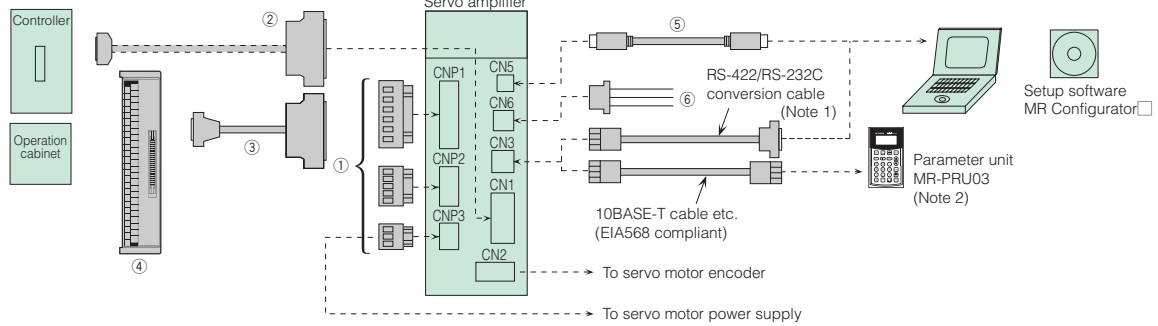 Servo amplifier
Controller
Operation
cabinet
②
③
④
①
CNP1
CNP2
CNP3
CN5
CN6
CN3
CN1
CN2
⑤
⑥
RS-422/RS-232C
conversion cable
(Note 1)
10BASE-T cable etc.
(EIA568 compliant)
To servo motor encoder
To servo motor power supply
Setup software
MR Configurator□
Parameter unit
MR-PRU03
(Note 2)